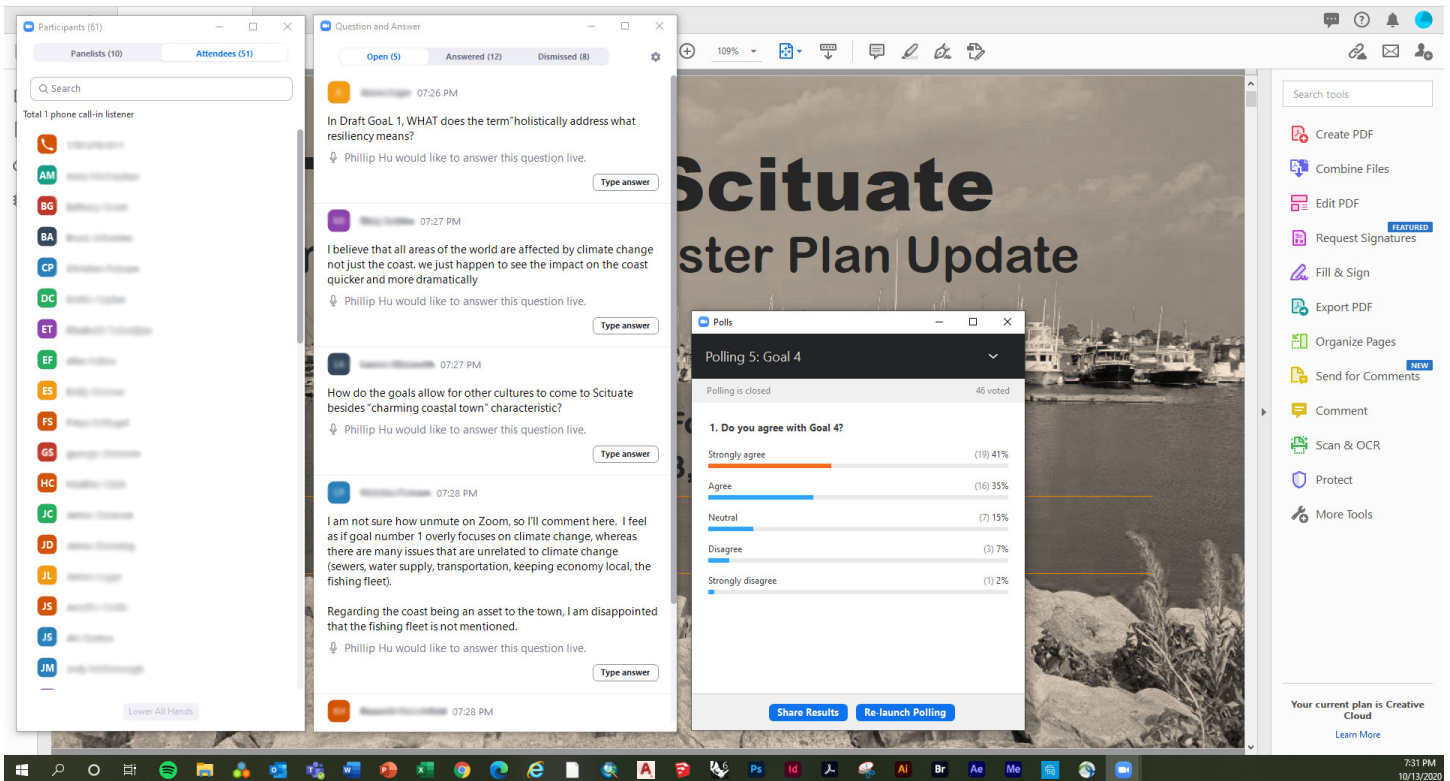 Participants (61)
Panelists (10)
Attendees (51)
Search
Total 1 phone call-in listener
AM
BG
BA
CP
DC
ET
EF
ES
FS
GS
HC
JC
JD
JL
JS
JS
JM
Lower All Hands
Question and Answer
Open (5)
Answered (12)
Dismissed (8)
07:26 PM
In Draft GoaL 1, WHAT does the term"holistically address what
resiliency means?
Phillip Hu would like to answer this question live.
Type answer
07:27 PM
I believe that all areas of the world are affected by climate change
not just the coast. we just happen to see the impact on the coast
quicker and more dramatically
Phillip Hu would like to answer this question live.
Type answer
07:27 PM
How do the goals allow for other cultures to come to Scituate
besides "charming coastal town" characteristic?
Phillip Hu would like to answer this question live.
Type answer
CP
07:28 PM
I am not sure how unmute on Zoom, so I'll comment here. I feel
as if goal number 1 overly focuses on climate change, whereas
there are many issues that are unrelated to climate change
(sewers, water supply, transportation, keeping economy local, the
fishing fleet).
Regarding the coast being an asset to the town, I am disappointed
that the fishing fleet is not mentioned.
Phillip Hu would like to answer this question live.
Type answer
07:28 PM
109%
Scituate
ster Plan Update
Polls
Polling 5: Goal 4
Polling is closed
46 voted
1. Do you agree with Goal 4?
Strongly agree
(19) 41%
Agree
(16) 35%
Neutral
(7) 15%
Disagree
(3) 7%
Strongly disagree
(1) 2%
Share Results
Re-launch Polling
Search tools
Create PDF
Combine Files
Edit PDF
FEATURED
Request Signatures
Fill & Sign
Export PDF
Organize Pages
NEW
Send for Comments
Comment
Scan & OCR
Protect
More Tools
Your current plan is Creative
Cloud
Learn More
Ps
Id
Ai
Br
Ae
Me
7:31 PM
10/13/2020